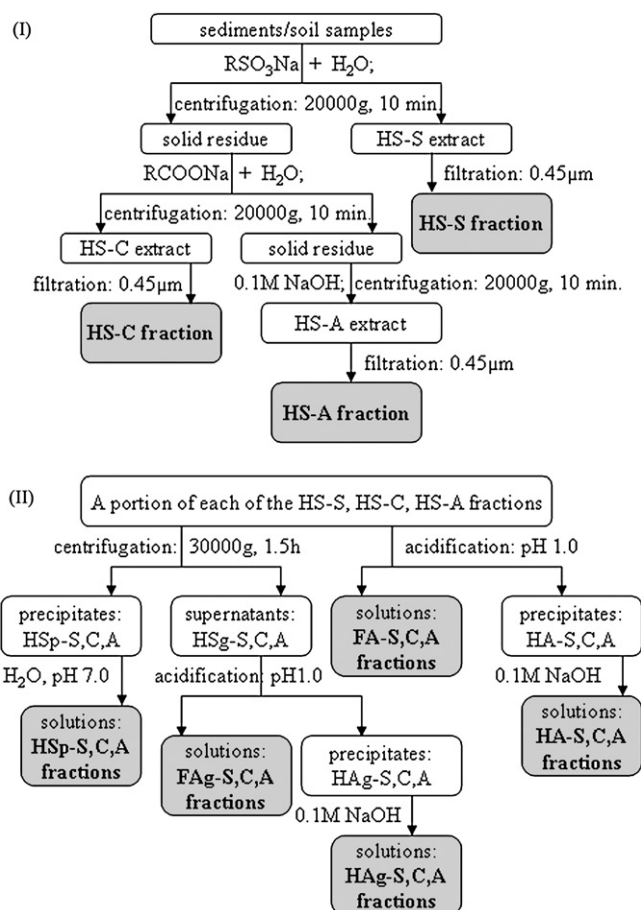 (I)
sediments/soil samples
RSO₃Na + H₂O;
centrifugation: 20000g, 10 min.
solid residue
HS-S extract
RCOONa + H₂O;
filtration: 0.45μm
centrifugation: 20000g, 10 min.
HS-S fraction
HS-C extract
solid residue
filtration: 0.45μm
0.1M NaOH; centrifugation: 20000g, 10 min.
HS-C fraction
HS-A extract
filtration: 0.45μm
HS-A fraction
(II)
A portion of each of the HS-S, HS-C, HS-A fractions
centrifugation: 30000g, 1.5h
acidification: pH 1.0
precipitates:
HSp-S,C,A
supernatants:
HSg-S,C,A
solutions:
FA-S,C,A
fractions
precipitates:
HA-S,C,A
H₂O, pH 7.0
acidification: pH1.0
0.1M NaOH
solutions:
HSp-S,C,A
fractions
solutions:
FAg-S,C,A
fractions
precipitates:
HAg-S,C,A
solutions:
HA-S,C,A
fractions
0.1M NaOH
solutions:
HAg-S,C,A
fractions